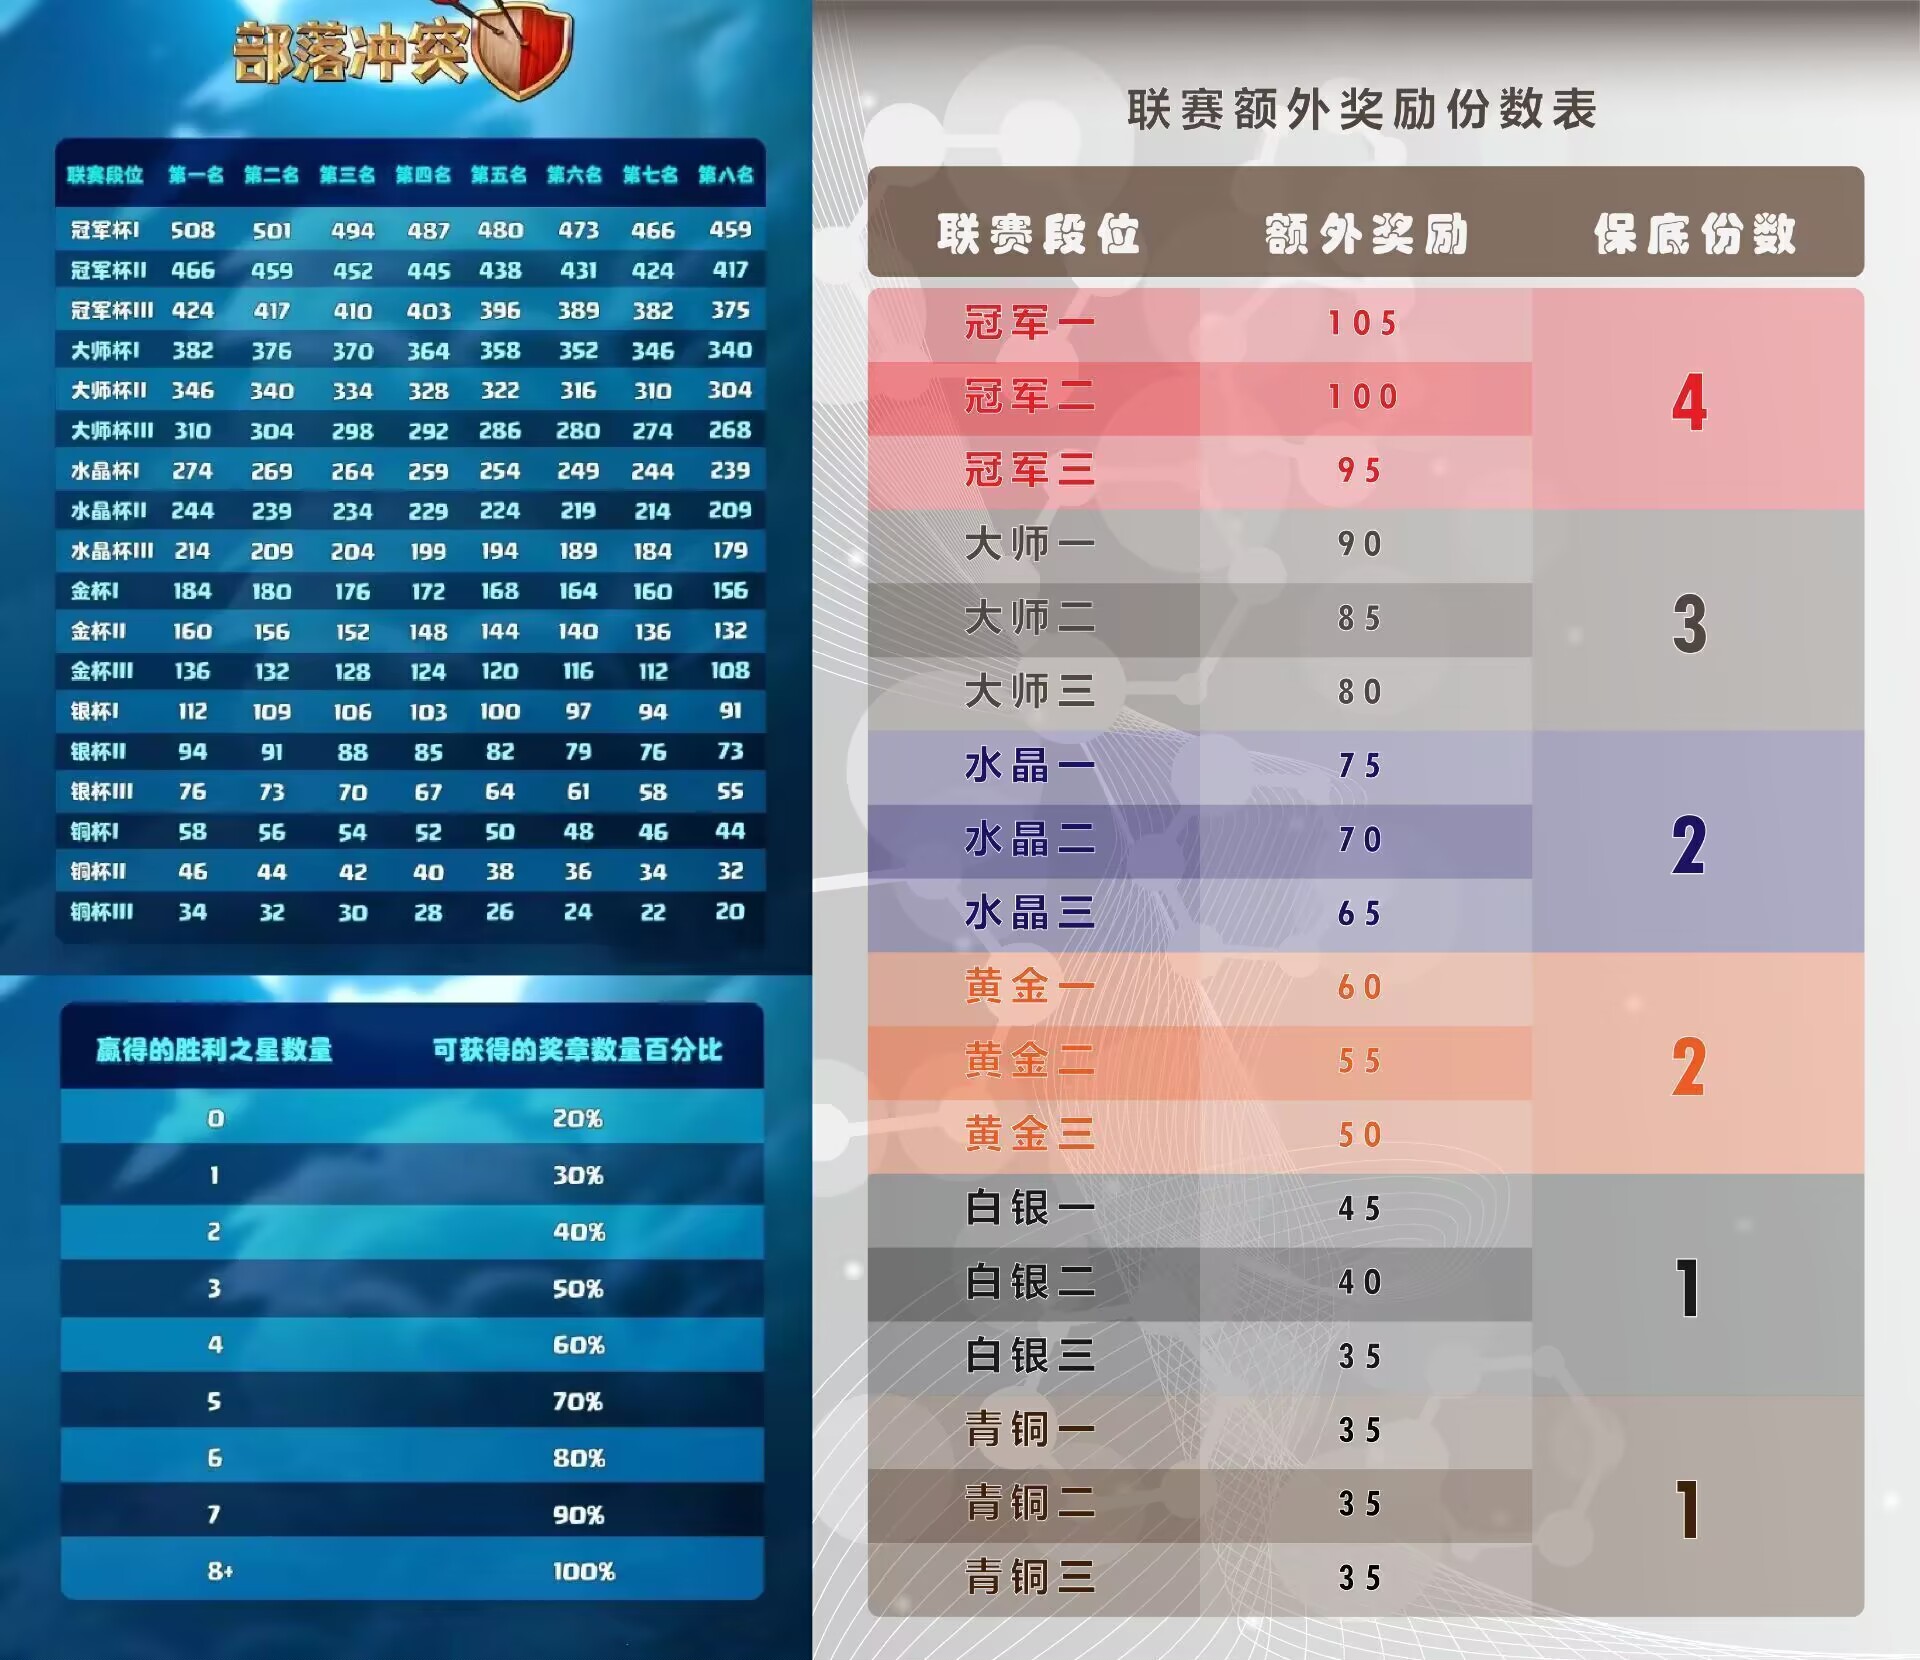 部落冲突
联赛段位 第一名 第二名 第三名 第四名 第五名 第六名 第七名 第八名
冠军杯I 508 501 494 487 480 473 466 459
冠军杯II 466 459 452 445 438 431 424 417
冠军杯III 424 417 410 403 396 389 382 375
大师杯I 382 376 370 364 358 352 346 340
大师杯II 346 340 334 328 322 316 310 304
大师杯III 310 304 298 292 286 280 274 268
水晶杯I 274 269 264 259 254 249 244 239
水晶杯II 244 239 234 229 224 219 214 209
水晶杯III 214 209 204 199 194 189 184 179
金杯I 184 180 176 172 168 164 160 156
金杯II 160 156 152 148 144 140 136 132
金杯III 136 132 128 124 120 116 112 108
银杯I 112 109 106 103 100 97 94 91
银杯II 94 91 88 85 82 79 76 73
银杯III 76 73 70 67 64 61 58 55
铜杯I 58 56 54 52 50 48 46 44
铜杯II 46 44 42 40 38 36 34 32
铜杯III 34 32 30 28 26 24 22 20
赢得的胜利之星数量 可获得的奖章数量百分比
0 20%
1 30%
2 40%
3 50%
4 60%
5 70%
6 80%
7 90%
8+ 100%
联赛额外奖励份数表
联赛段位 额外奖励 保底份数
冠军一 105
冠军二 100 4
冠军三 95
大师一 90
大师二 85 3
大师三 80
水晶一 75
水晶二 70 2
水晶三 65
黄金一 60
黄金二 55 2
黄金三 50
白银一 45
白银二 40 1
白银三 35
青铜一 35
青铜二 35 1
青铜三 35